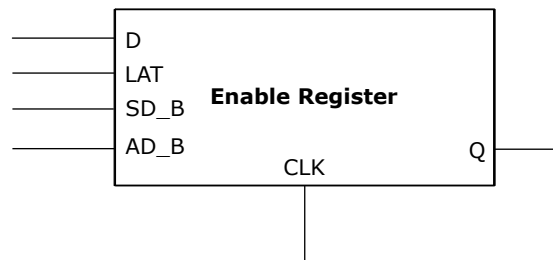 D
LAT
SD_B
Enable Register
AD_B
Q
CLK